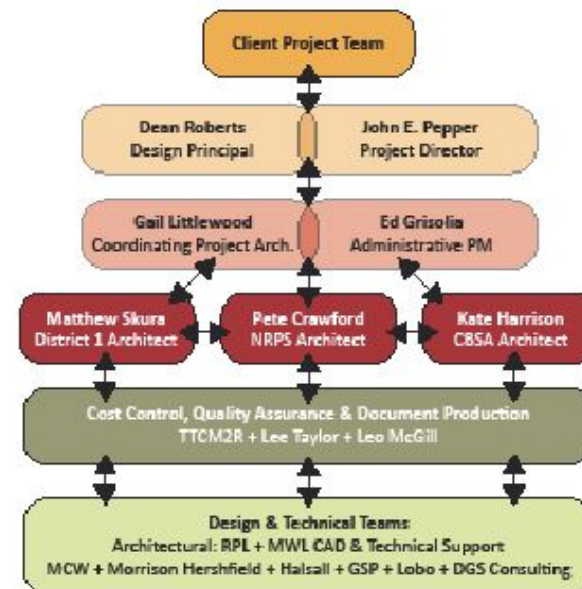 Client Project Team
Dean Roberts
Design Principal
John E. Pepper
Project Director
Gail Littlewood
Coordinating Project Arch.
Ed Grisolia
Administrative PM
Matthew Skura
District 1 Architect
Pete Crawford
NRPS Architect
Kate Harrison
CBSA Architect
Cost Control, Quality Assurance & Document Production
TTCM2R + Lee Taylor + Leo McGill
Design & Technical Teams
Architectural: RPL + MWL CAD & Technical Support
MCW + Morrison Hershfield + Halsall + GSP + Lobo + DGS Consulting